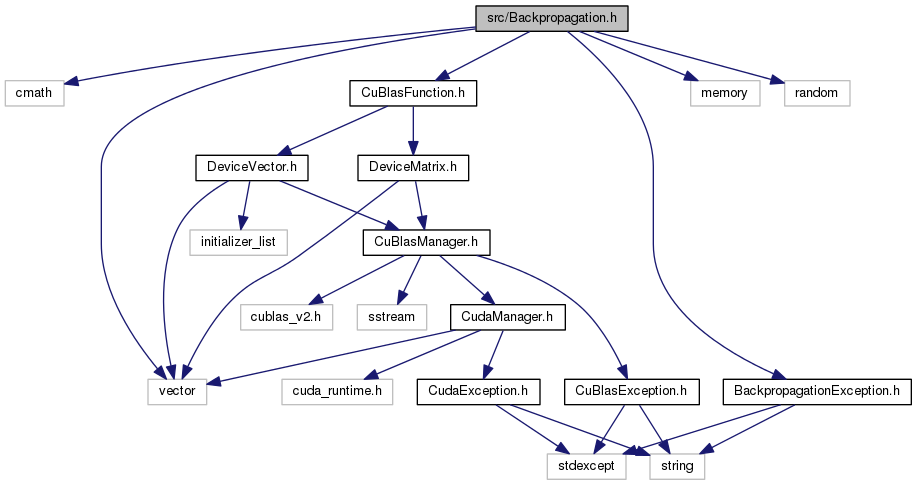 src/Backpropagation.h
cmath
CuBlasFunction.h
memory
random
DeviceVector.h
DeviceMatrix.h
initializer_list
CuBlasManager.h
cublas_v2.h
sstream
CudaManager.h
vector
cuda_runtime.h
CudaException.h
CuBlasException.h
BackpropagationException.h
stdexcept
string